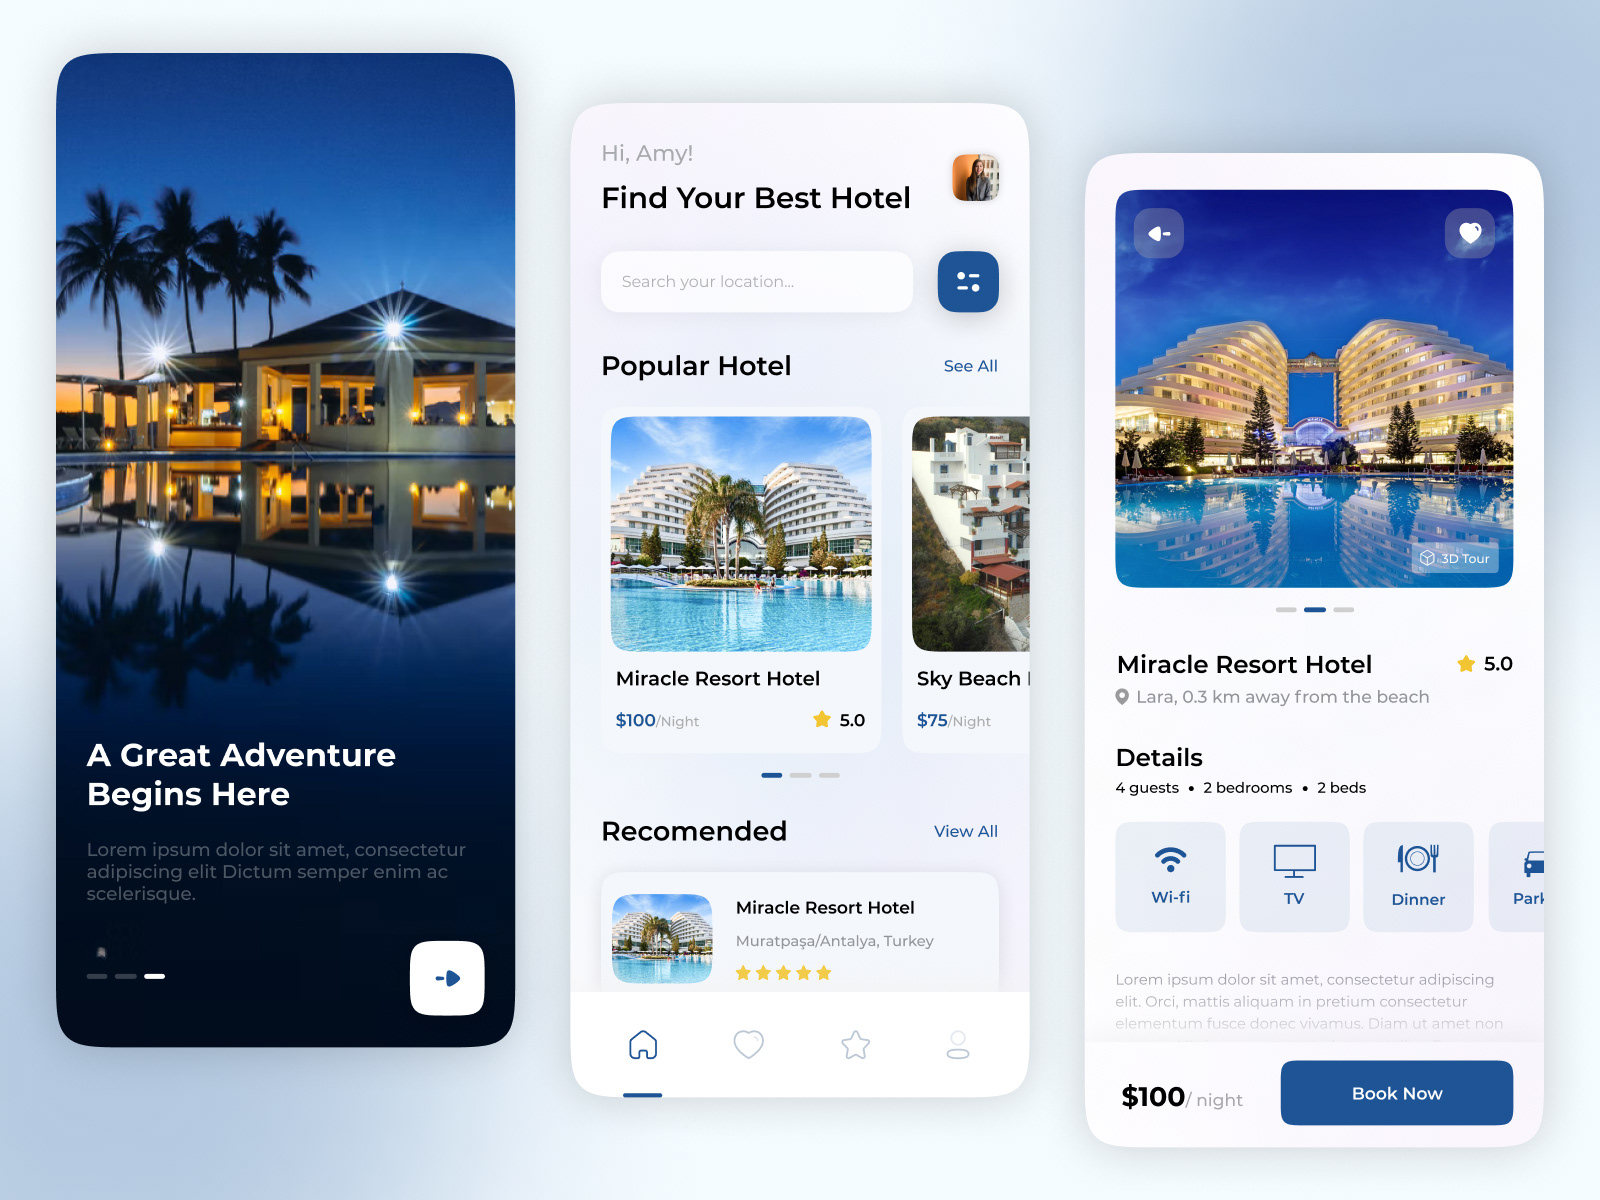 A Great Adventure
Begins Here
Lorem ipsum dolor sit amet, consectetur
adipiscing elit Dictum semper enim ac
scelerisque.
Hi, Amy!
Find Your Best Hotel
Search your location...
Popular Hotel
See All
Miracle Resort Hotel
$100/Night
5.0
Sky Beach
$75/Night
Recomended
View All
Miracle Resort Hotel
Muratpaşa/Antalya, Turkey
3D Tour
Miracle Resort Hotel
5.0
Lara, 0.3 km away from the beach
Details
4 guests • 2 bedrooms • 2 beds
Wi-fi
TV
Dinner
Park
Lorem ipsum dolor sit amet, consectetur adipiscing
elit. Orci, mattis aliquam in pretium consectetur
elementum fusce donec vivamus. Diam ut amet non
$100/ night
Book Now